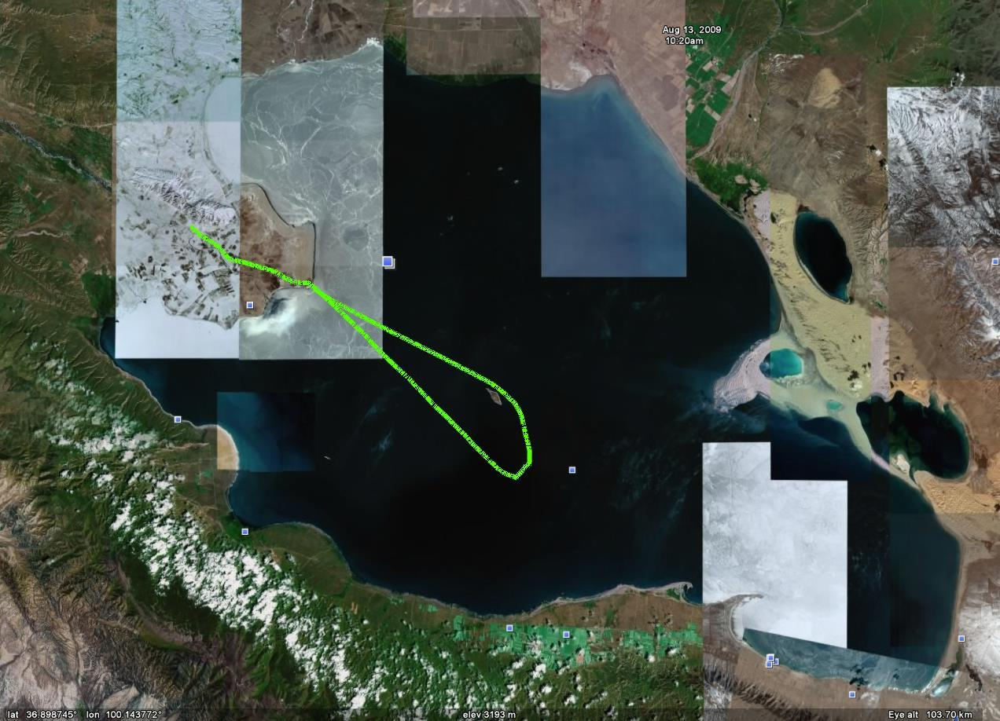 Aug 13, 2009
10:20am
lat 36.898745° lon 100.143772°
elev 3193 m
Eye alt 103.70 km